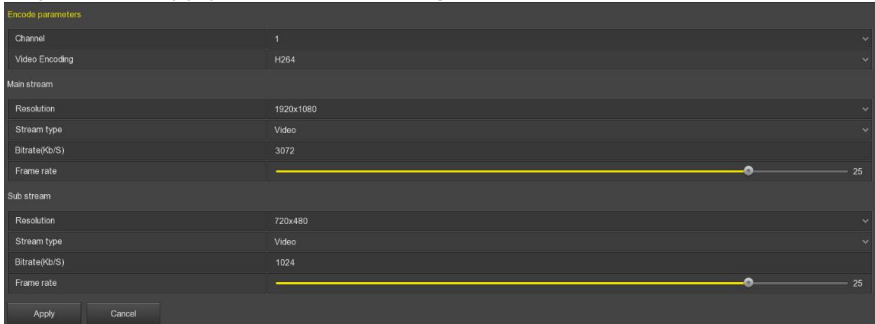 Encode parameters
Channel 1
Video Encoding H264
Main stream
Resolution 1920x1080
Stream type Video
Bitrate(Kb/S) 3072
Frame rate 25
Sub stream
Resolution 720x480
Stream type Video
Bitrate(Kb/S) 1024
Frame rate 25
Apply Cancel